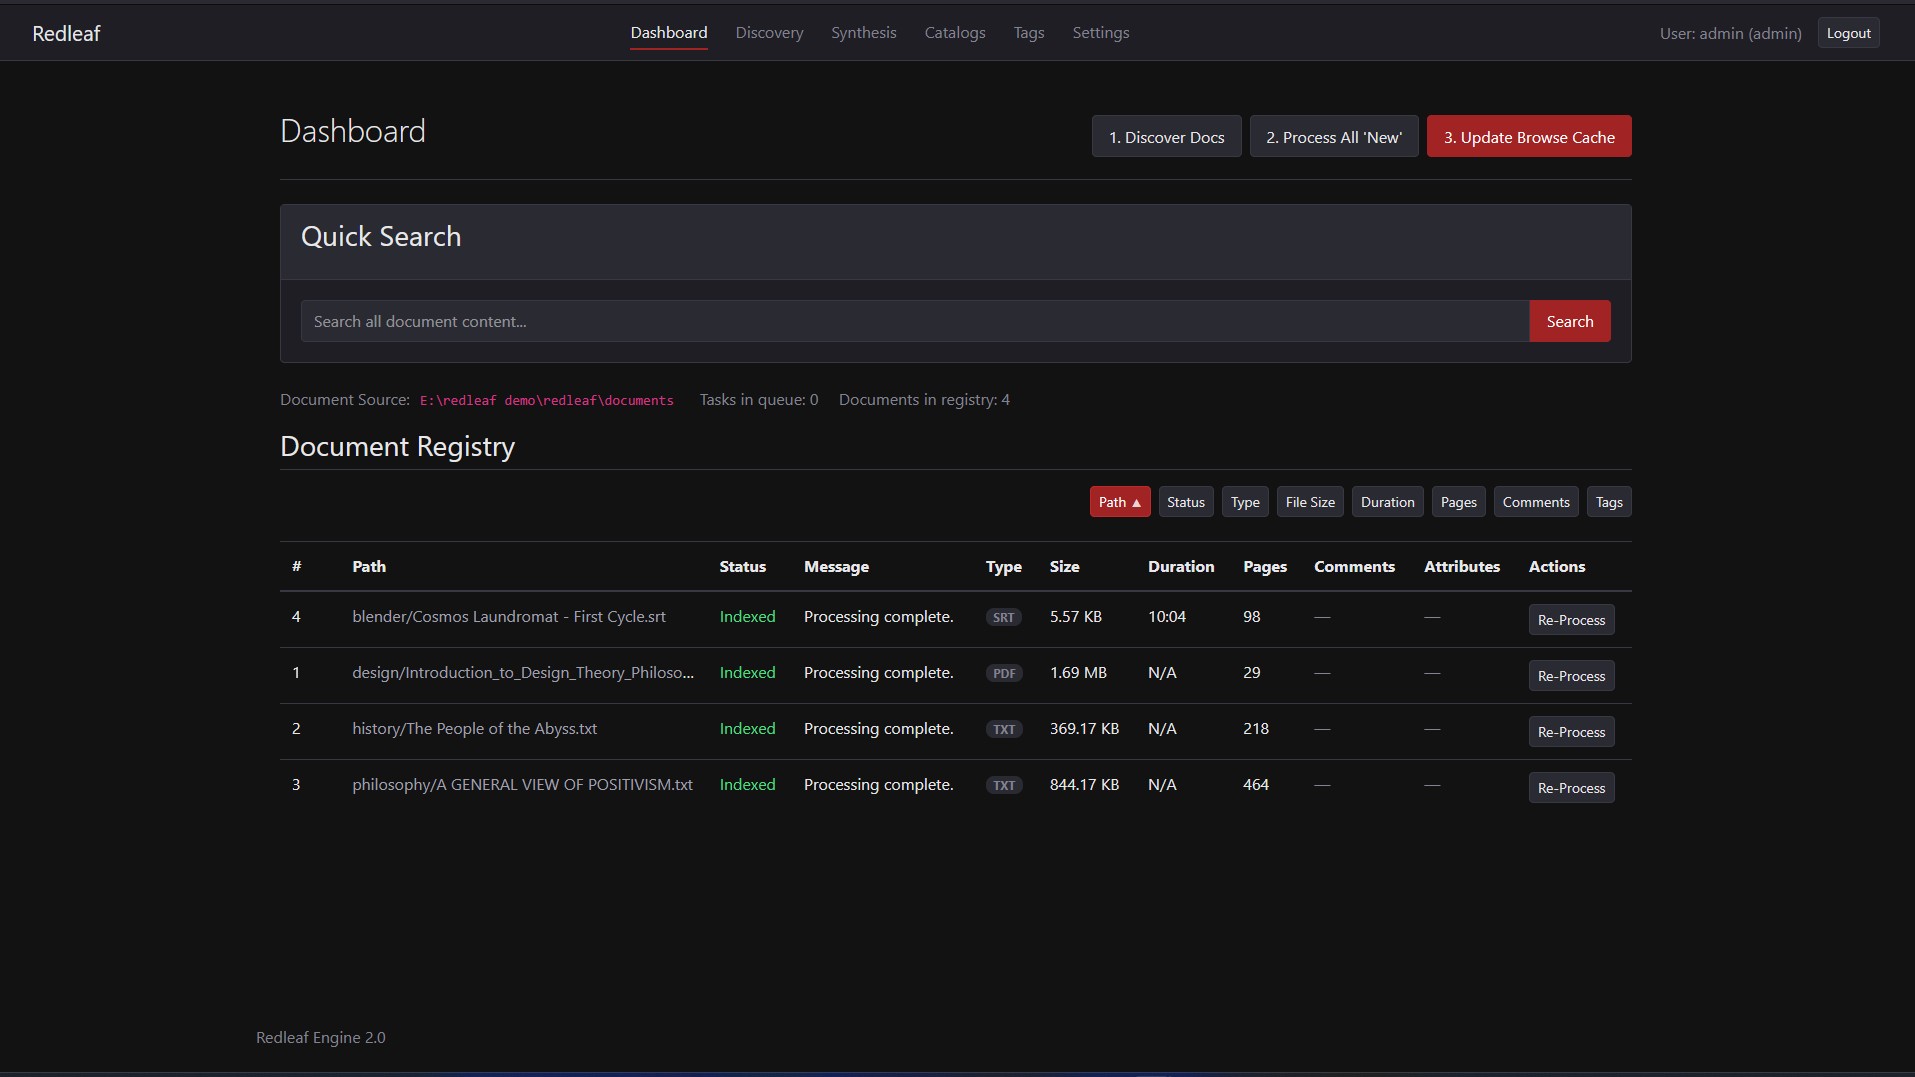 Redleaf Dashboard Discovery Synthesis Catalogs Tags Settings User: admin (admin) Logout
Dashboard 1. Discover Docs 2. Process All 'New' 3. Update Browse Cache
Quick Search
Search all document content... Search
Document Source: E:\redleaf demo\redleaf\documents Tasks in queue: 0 Documents in registry: 4
Document Registry
Path ▲ Status Type File Size Duration Pages Comments Tags
# Path Status Message Type Size Duration Pages Comments Attributes Actions
4 blender/Cosmos Laundromat - First Cycle.srt Indexed Processing complete. SRT 5.57 KB 10:04 98 — — Re-Process
1 design/Introduction_to_Design_Theory_Philoso... Indexed Processing complete. PDF 1.69 MB N/A 29 — — Re-Process
2 history/The People of the Abyss.txt Indexed Processing complete. TXT 369.17 KB N/A 218 — — Re-Process
3 philosophy/A GENERAL VIEW OF POSITIVISM.txt Indexed Processing complete. TXT 844.17 KB N/A 464 — — Re-Process
Redleaf Engine 2.0